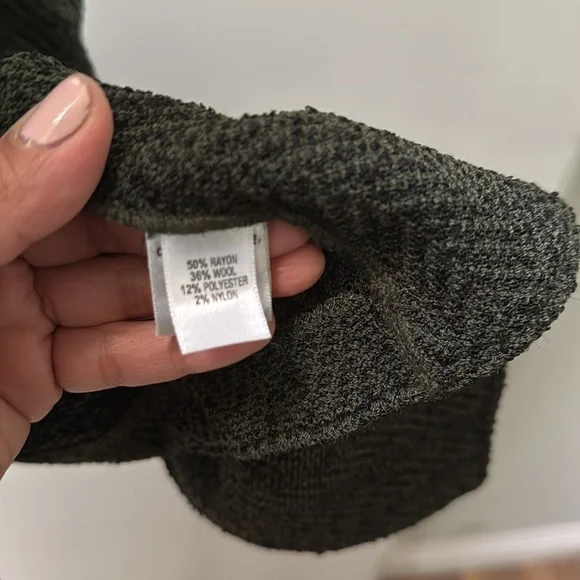 50% RAYON
36% WOOL
12% POLYESTER
2% NYLON